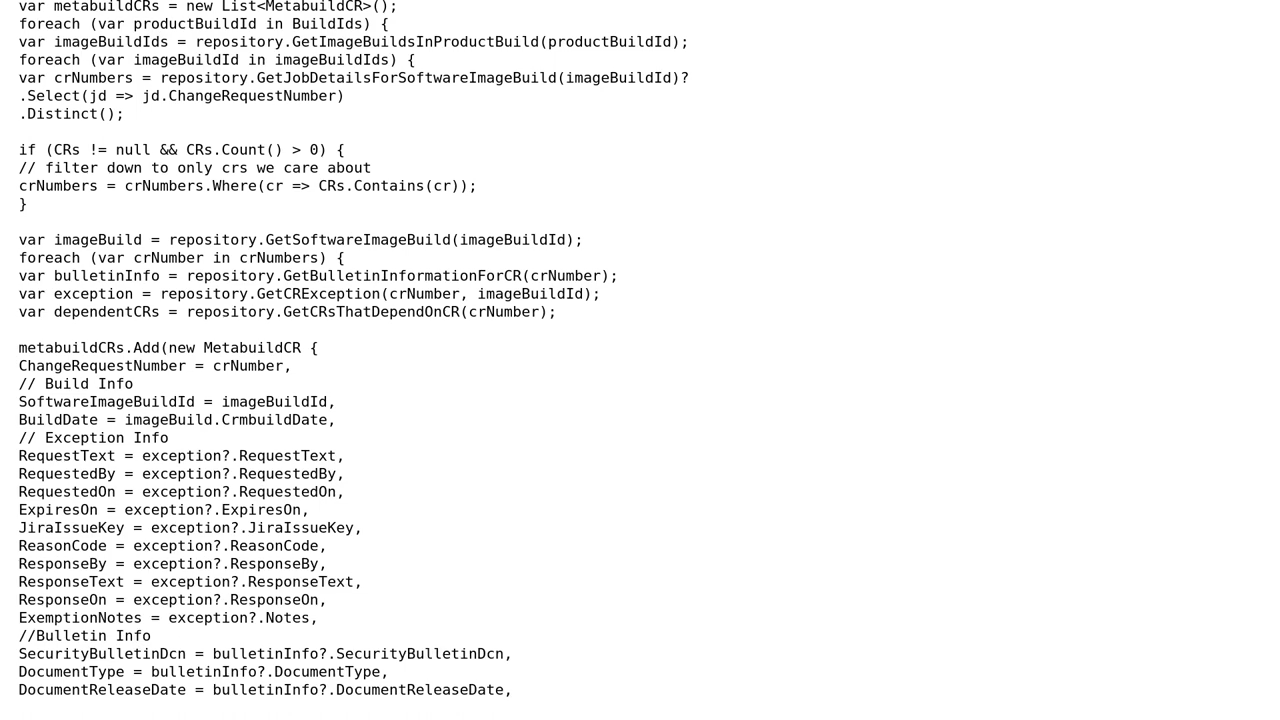 var metabuildCRs = new List<MetabuildCR>();
foreach (var productBuildId in BuildIds) {
var imageBuildIds = repository.GetImageBuildsInProductBuild(productBuildId);
foreach (var imageBuildId in imageBuildIds) {
var crNumbers = repository.GetJobDetailsForSoftwareImageBuild(imageBuildId)?
.Select(jd => jd.ChangeRequestNumber)
.Distinct();
if (CRs != null && CRs.Count() > 0) {
// filter down to only crs we care about
crNumbers = crNumbers.Where(cr => CRs.Contains(cr));
}
var imageBuild = repository.GetSoftwareImageBuild(imageBuildId);
foreach (var crNumber in crNumbers) {
var bulletinInfo = repository.GetBulletinInformationForCR(crNumber);
var exception = repository.GetCRException(crNumber, imageBuildId);
var dependentCRs = repository.GetCRsThatDependOnCR(crNumber);
metabuildCRs.Add(new MetabuildCR {
ChangeRequestNumber = crNumber,
// Build Info
SoftwareImageBuildId = imageBuildId,
BuildDate = imageBuild.CrmbuildDate,
// Exception Info
RequestText = exception?.RequestText,
RequestedBy = exception?.RequestedBy,
RequestedOn = exception?.RequestedOn,
ExpiresOn = exception?.ExpiresOn,
JiraIssueKey = exception?.JiraIssueKey,
ReasonCode = exception?.ReasonCode,
ResponseBy = exception?.ResponseBy,
ResponseText = exception?.ResponseText,
ResponseOn = exception?.ResponseOn,
ExemptionNotes = exception?.Notes,
//Bulletin Info
SecurityBulletinDcn = bulletinInfo?.SecurityBulletinDcn,
DocumentType = bulletinInfo?.DocumentType,
DocumentReleaseDate = bulletinInfo?.DocumentReleaseDate,